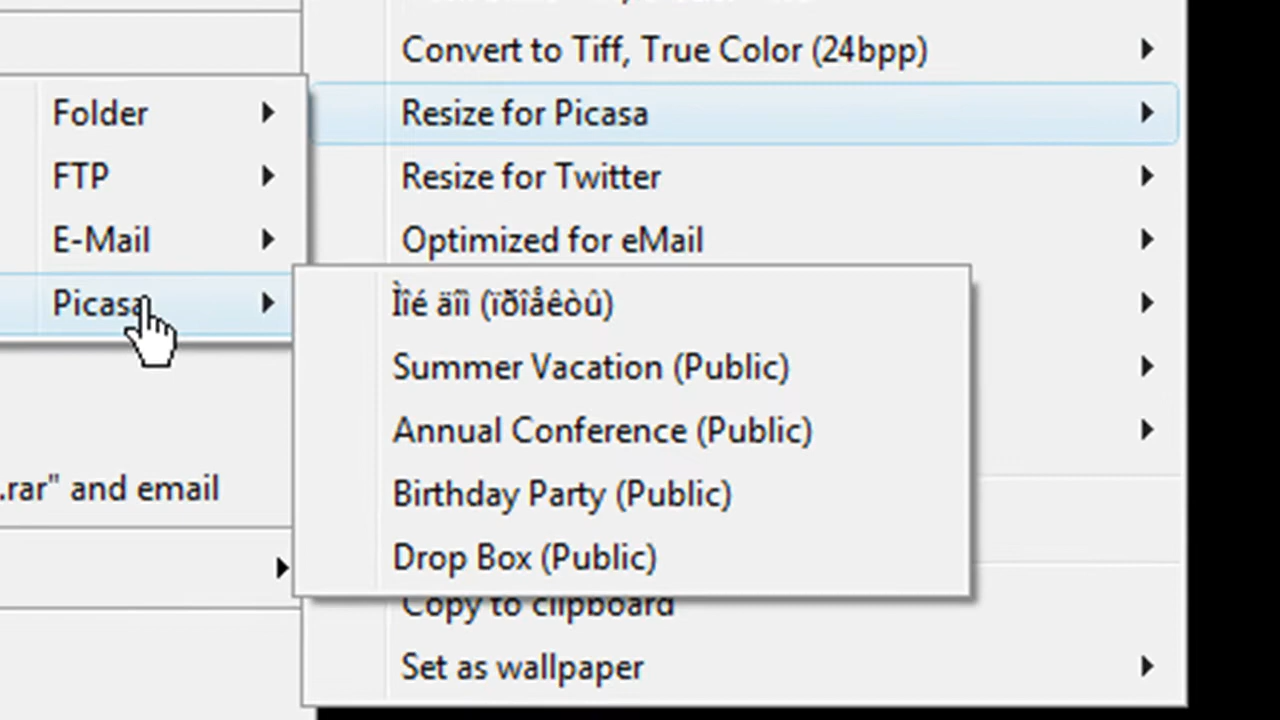 Convert to Tiff, True Color (24bpp)
Folder
Resize for Picasa
FTP
Resize for Twitter
E-Mail
Optimized for eMail
Picasa
Ìîé äîì (ïðîåêòû)
Summer Vacation (Public)
Annual Conference (Public)
.rar" and email
Birthday Party (Public)
Drop Box (Public)
Copy to clipboard
Set as wallpaper